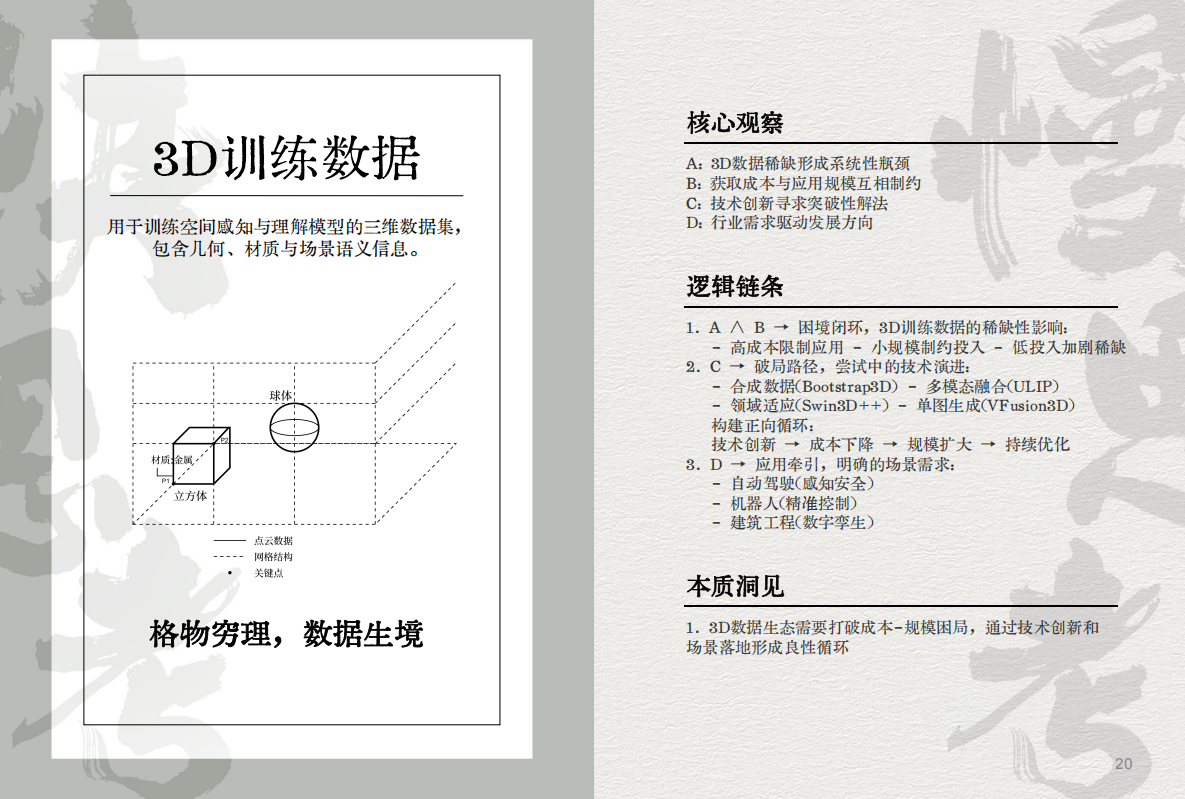 3D训练数据
用于训练空间感知与理解模型的三维数据集，
包含几何、材质与场景语义信息。
球体
P2
材质:金属
P1
立方体
点云数据
网格结构
关键点
格物穷理，数据生境
核心观察
A: 3D数据稀缺形成系统性瓶颈
B: 获取成本与应用规模互相制约
C: 技术创新寻求突破性解法
D: 行业需求驱动发展方向
逻辑链条
1. A ∧ B → 困境闭环，3D训练数据的稀缺性影响:
- 高成本限制应用 - 小规模制约投入 - 低投入加剧稀缺
2. C → 破局路径，尝试中的技术演进:
- 合成数据(Bootstrap3D) - 多模态融合(ULIP)
- 领域适应(Swin3D++) - 单图生成(VFusion3D)
构建正向循环:
技术创新 → 成本下降 → 规模扩大 → 持续优化
3. D → 应用牵引，明确的场景需求:
- 自动驾驶(感知安全)
- 机器人(精准控制)
- 建筑工程(数字孪生)
本质洞见
1. 3D数据生态需要打破成本-规模困局，通过技术创新和
场景落地形成良性循环
20